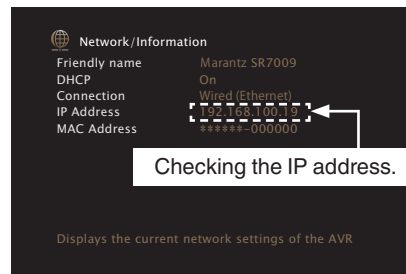 Network/Information
Friendly name Marantz SR7009
DHCP On
Connection Wired (Ethernet)
IP Address 192.168.100.19
MAC Address ******-000000
Checking the IP address.
Displays the current network settings of the AVR